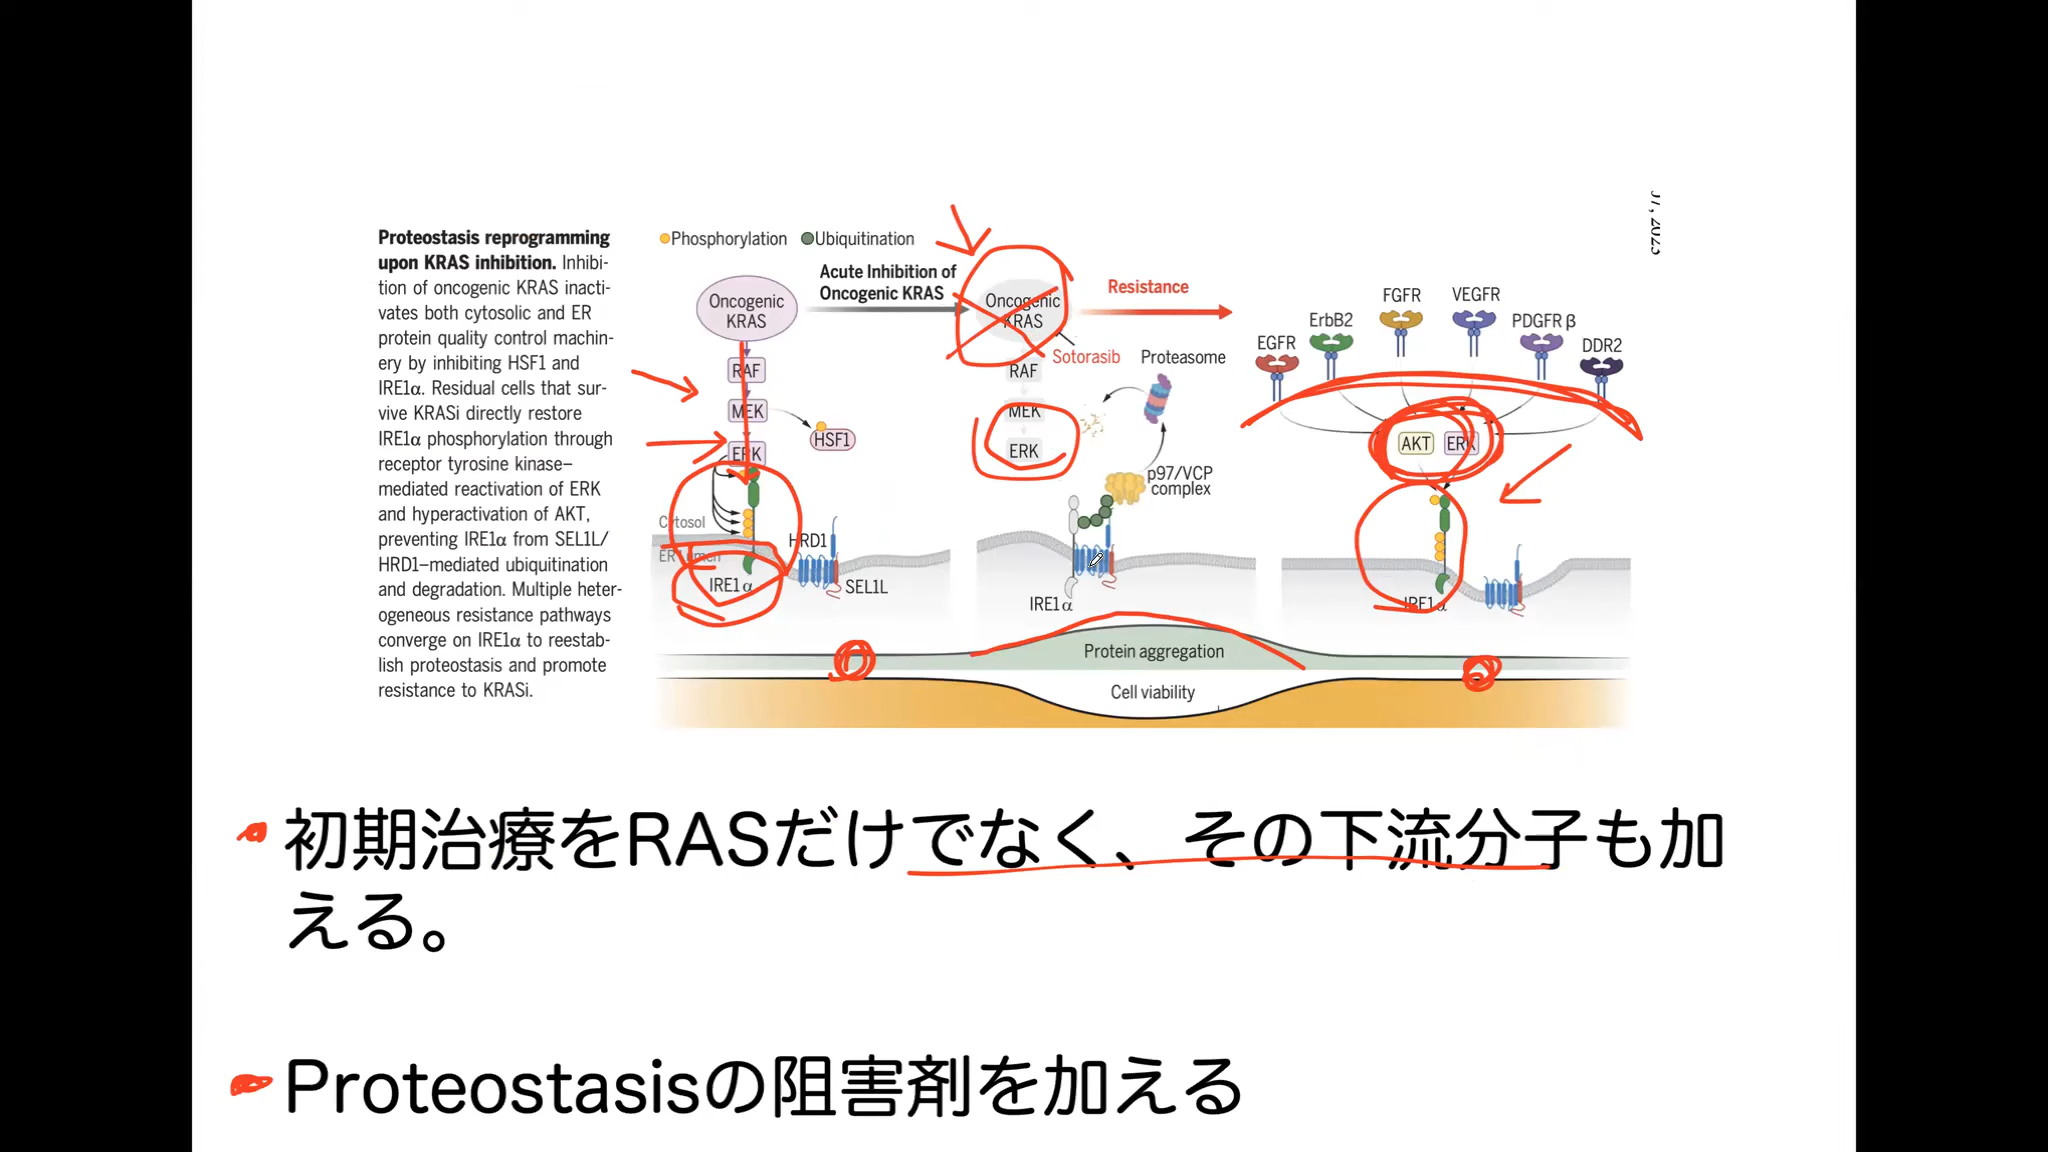 Proteostasis reprogramming
upon KRAS inhibition. Inhibi-
tion of oncogenic KRAS inacti-
vates both cytosolic and ER
protein quality control machin-
ery by inhibiting HSF1 and
IRE1α. Residual cells that sur-
vive KRASi directly restore
IRE1α phosphorylation through
receptor tyrosine kinase–
mediated reactivation of ERK
and hyperactivation of AKT,
preventing IRE1α from SEL1L/
HRD1–mediated ubiquitination
and degradation. Multiple heter-
ogeneous resistance pathways
converge on IRE1α to reestab-
lish proteostasis and promote
resistance to KRASi.
Phosphorylation
Ubiquitination
Oncogenic
KRAS
Acute Inhibition of
Oncogenic KRAS
RAF
MEK
ERK
HSF1
Cytosol
ER lumen
IRE1α
HRD1
SEL1L
Oncogenic
KRAS
Resistance
Sotorasib
Proteasome
RAF
MEK
ERK
p97/VCP
complex
IRE1α
EGFR
ErbB2
FGFR
VEGFR
PDGFR β
DDR2
AKT
ERK
IRE1α
Protein aggregation
Cell viability
初期治療をRASだけでなく、その下流分子も加
える。
Proteostasisの阻害剤を加える